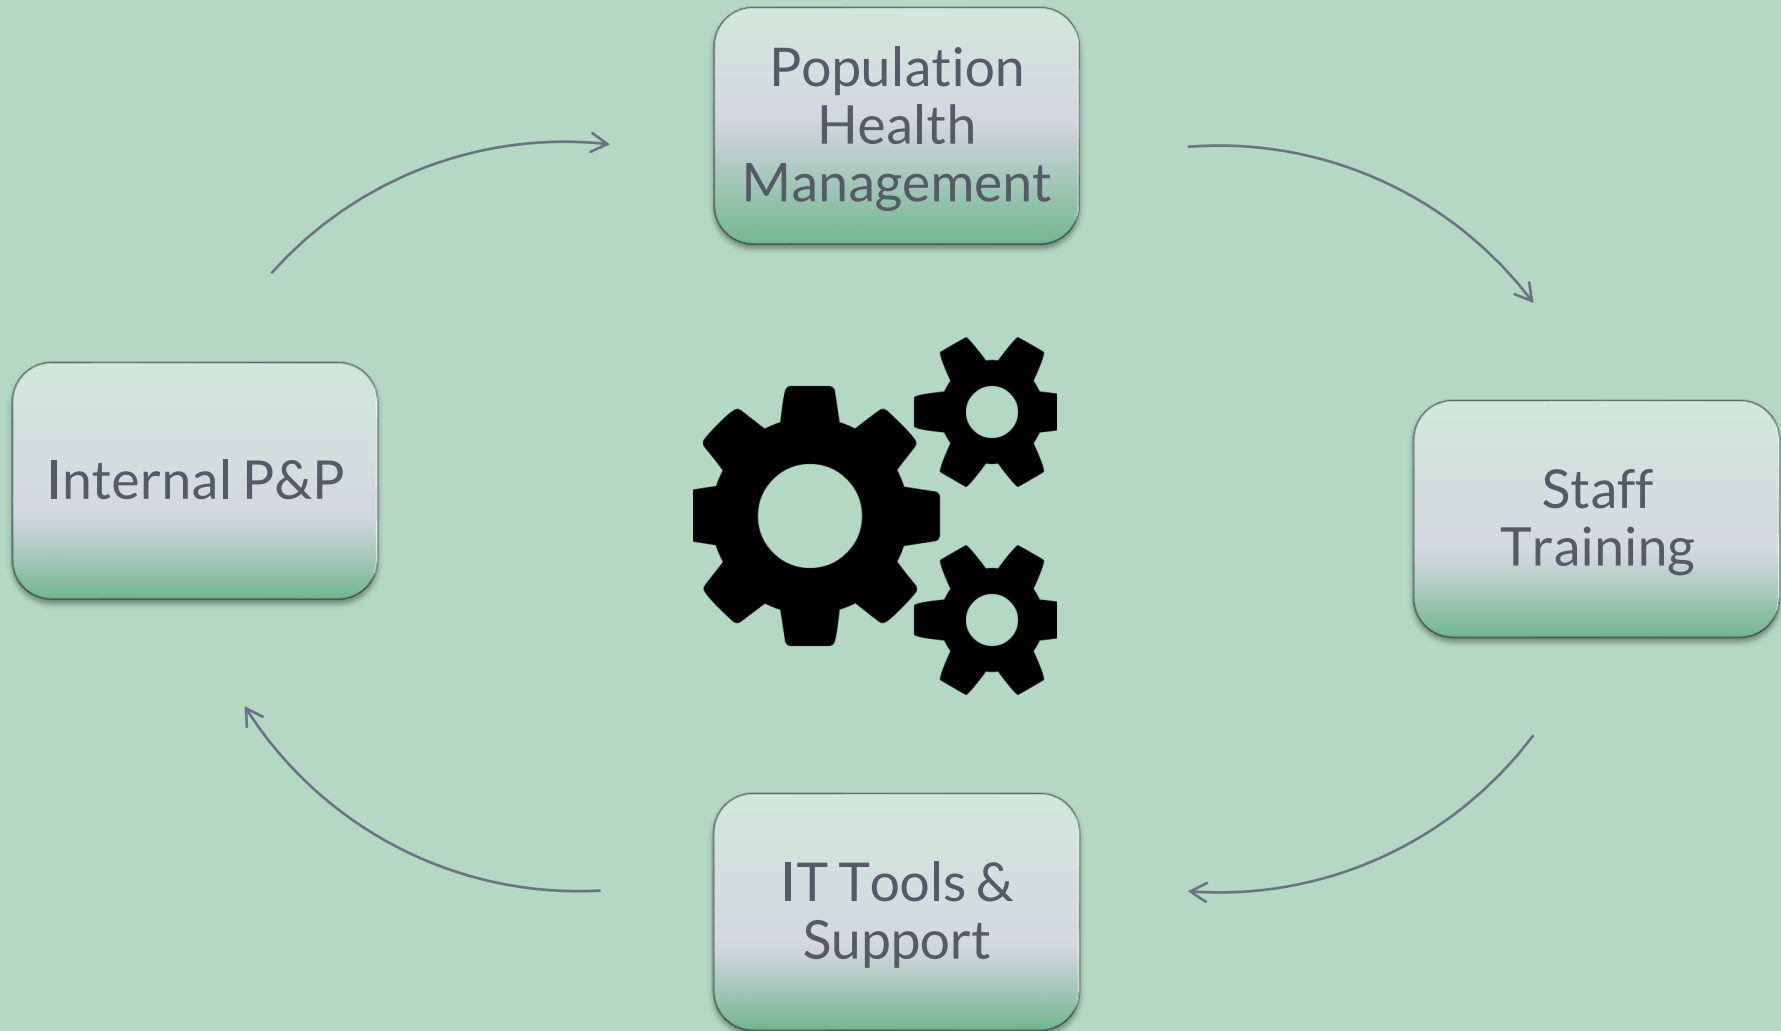 Population
Health
Management
Internal P&P
Staff
Training
IT Tools &
Support